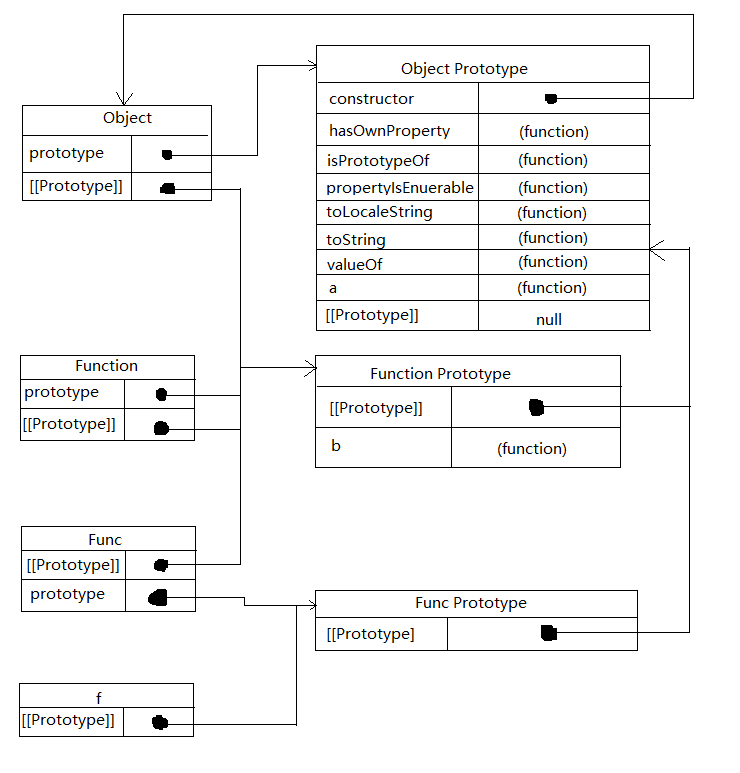 Object Prototype
constructor
hasOwnProperty (function)
isPrototypeOf (function)
propertyIsEnuerable (function)
toLocaleString (function)
toString (function)
valueOf (function)
a (function)
[[Prototype]] null
Object
prototype
[[Prototype]]
Function
prototype
[[Prototype]]
Function Prototype
[[Prototype]]
b (function)
Func
[[Prototype]]
prototype
Func Prototype
[[Prototype]
f
[[Prototype]]